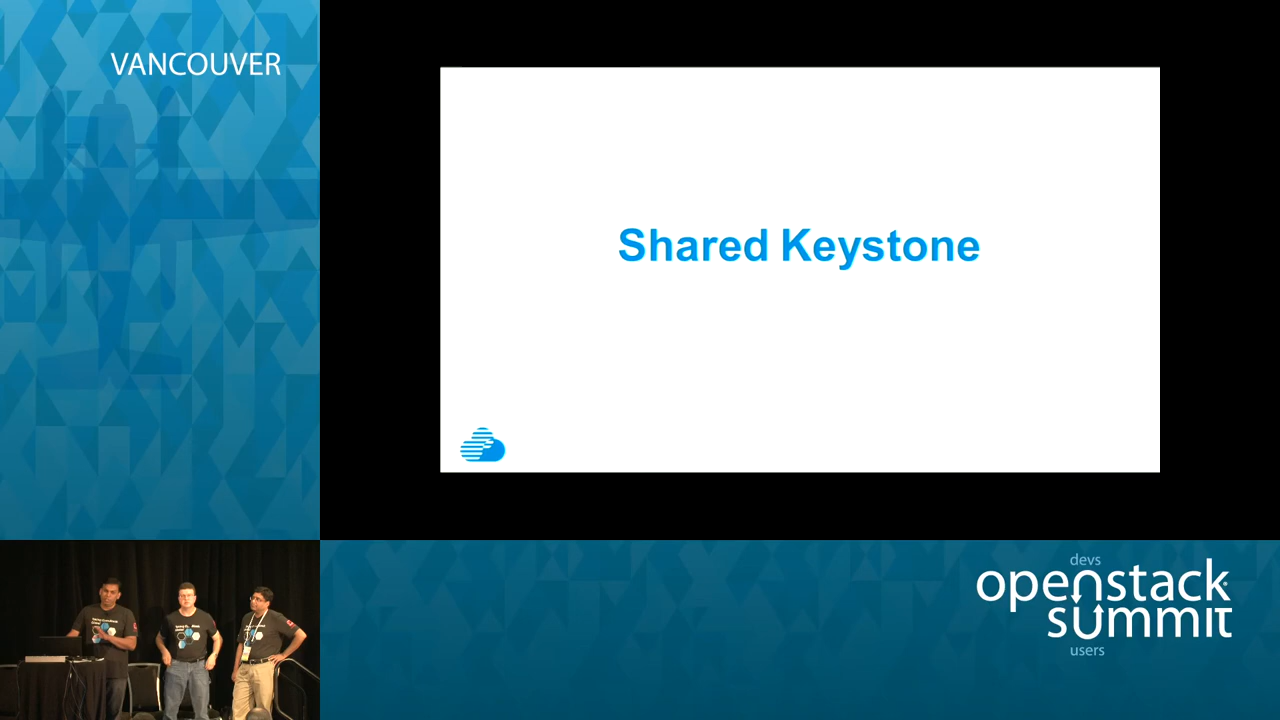 VANCOUVER
Shared Keystone
devs
openstack
summit
users